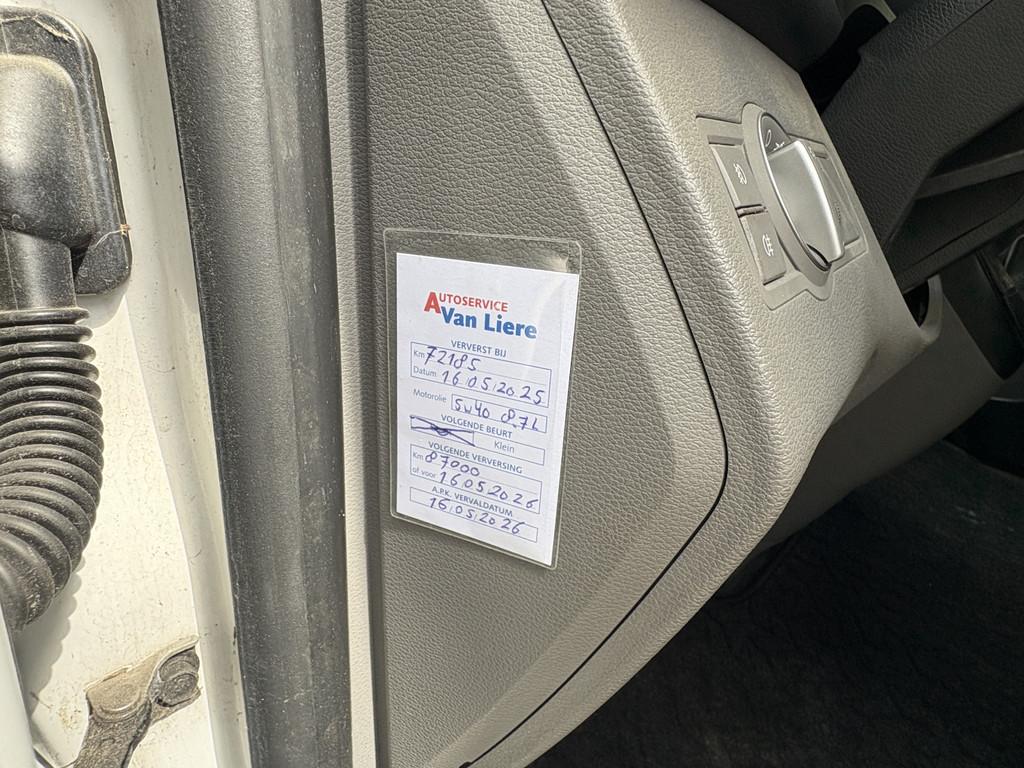 AUTOSERVICE
Van Liere
VERVERST BIJ
Km 72185
Datum 16/05/2025
Motorolie 5w40 8.7L
VOLGENDE BEURT
Klein
VOLGENDE VERVERSING
Km 87000
of voor 16 05 2026
A.P.K. VERVALDATUM
16/05/2026